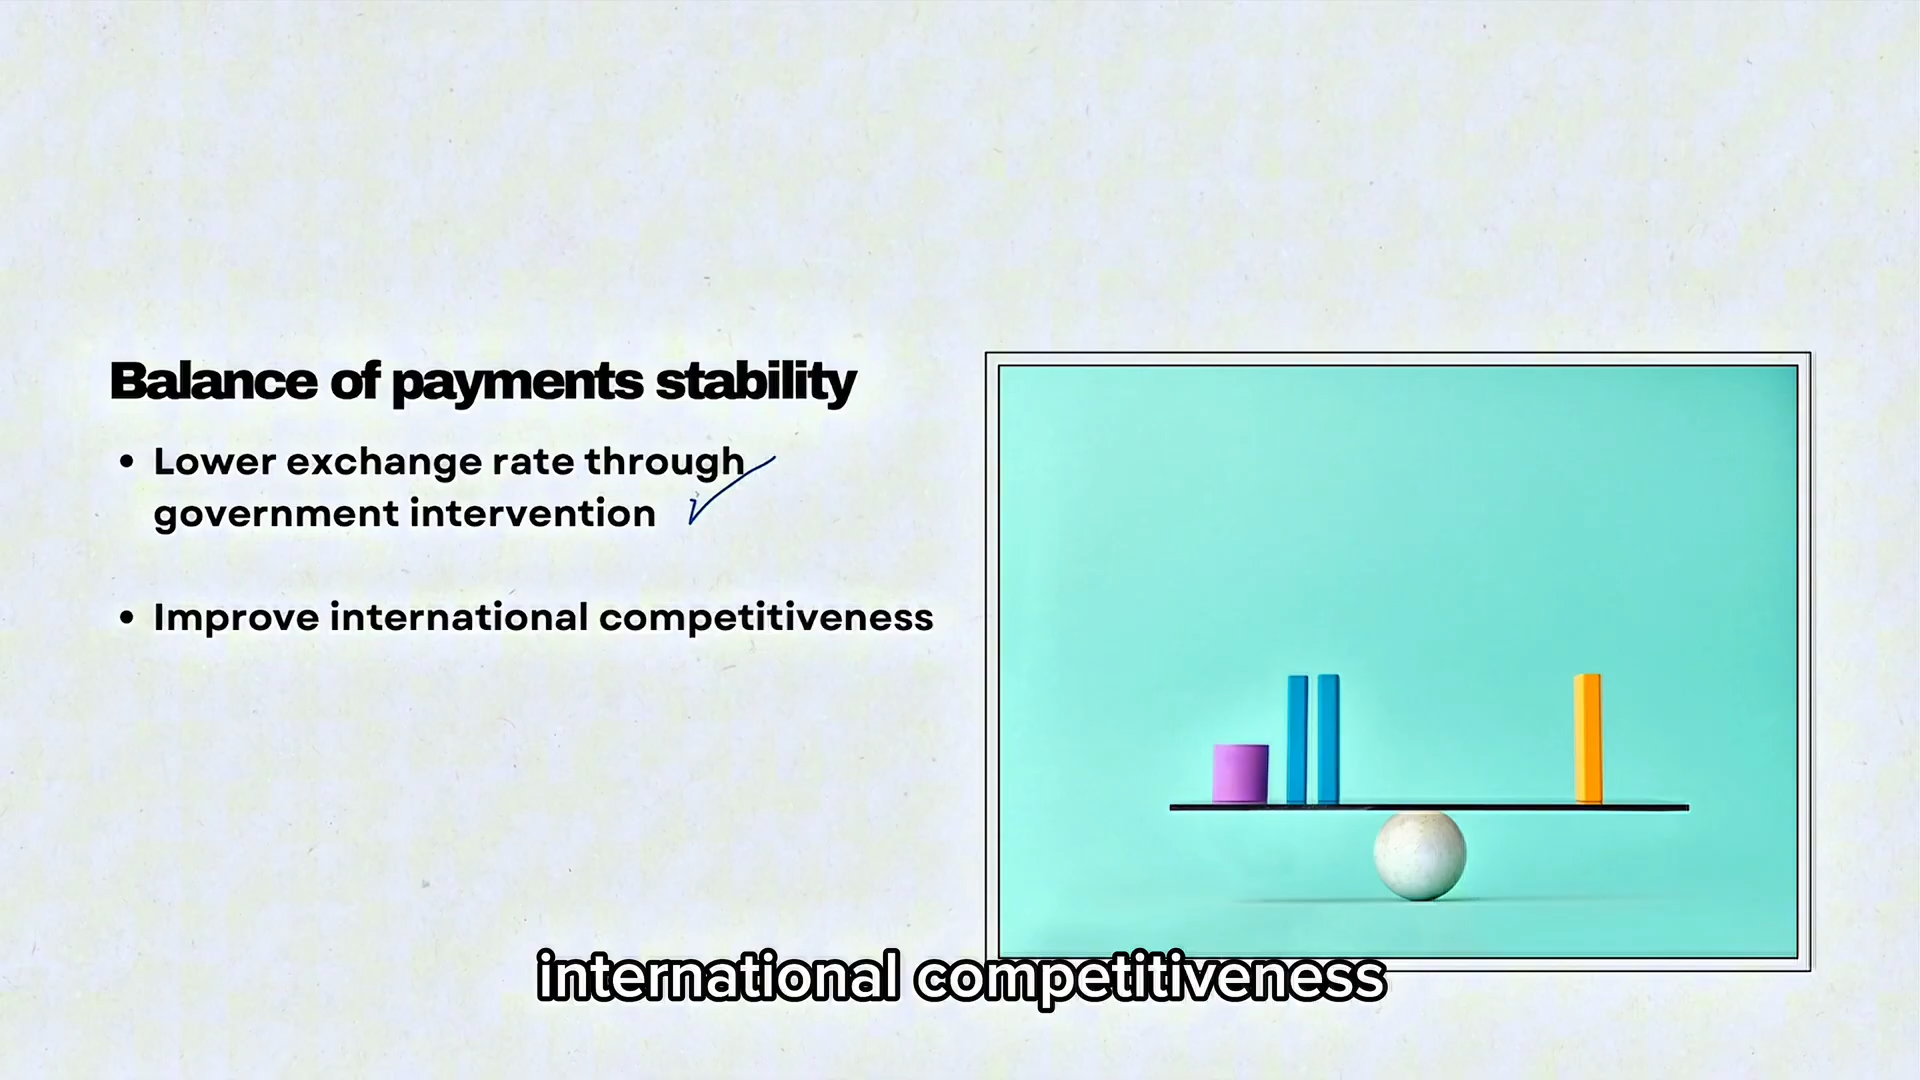 Balance of payments stability
• Lower exchange rate through
government intervention
• Improve international competitiveness
international competitiveness